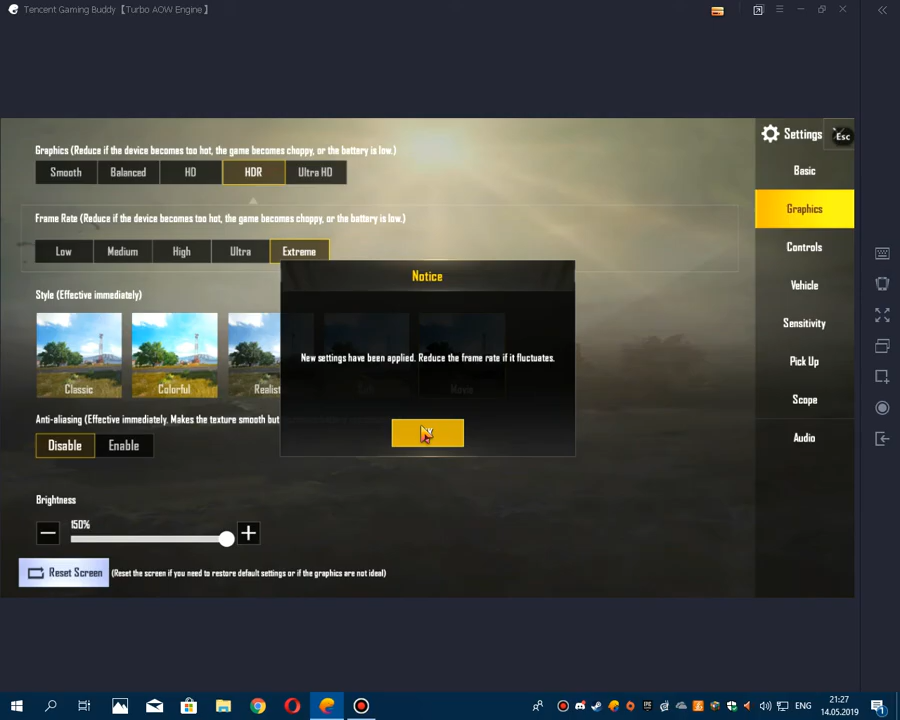 Tencent Gaming Buddy【Turbo AOW Engine】
Graphics (Reduce if the device becomes too hot, the game becomes choppy, or the battery is low.)
Smooth Balanced HD HDR Ultra HD
Frame Rate (Reduce if the device becomes too hot, the game becomes choppy, or the battery is low.)
Low Medium High Ultra Extreme
Style (Effective immediately)
Classic Colorful Realist Movie
Anti-aliasing (Effective immediately. Makes the texture smooth but
Disable Enable
Brightness
150%
Reset Screen (Reset the screen if you need to restore default settings or if the graphics are not ideal)
Notice
New settings have been applied. Reduce the frame rate if it fluctuates.
Settings Esc
Basic
Graphics
Controls
Vehicle
Sensitivity
Pick Up
Scope
Audio
ENG
21:27
14.05.2019
1